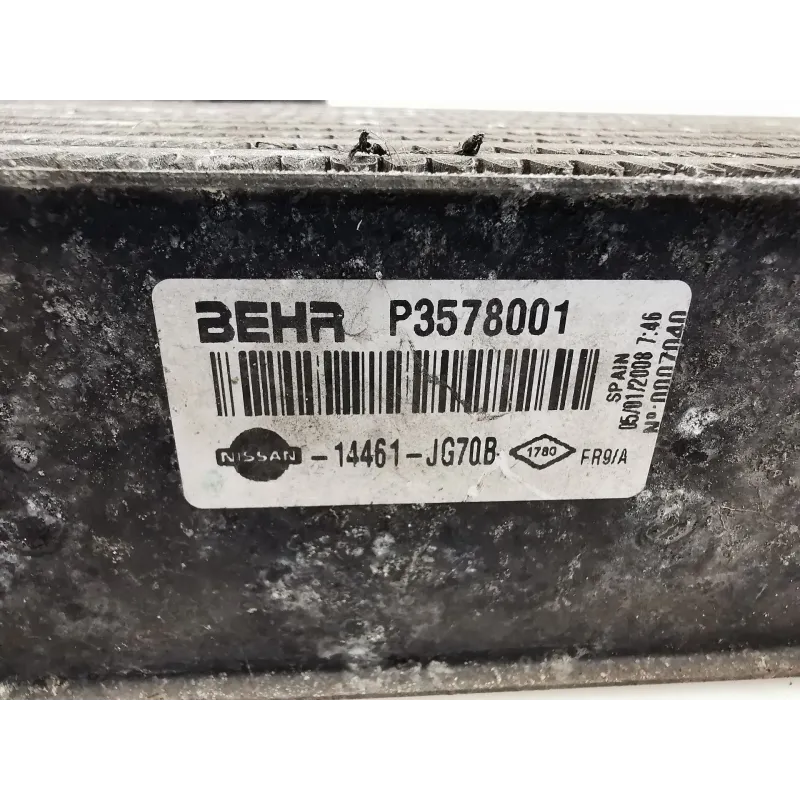 BEHR P3578001
NISSAN -14461-JG70B 1780 FR9/A
SPAIN
05/01/2008 7:46
Nº:0007040